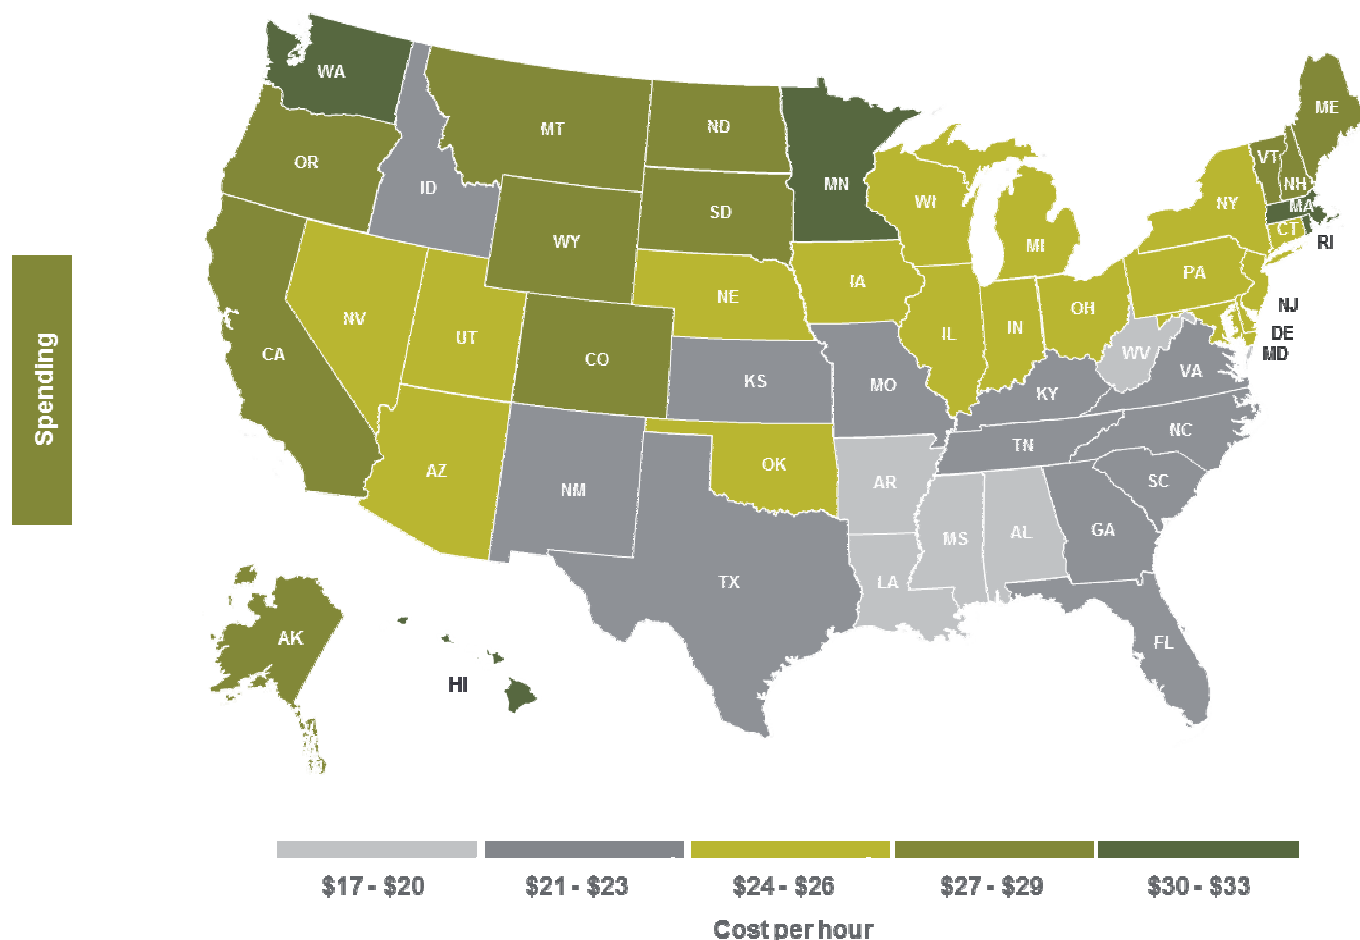 WA
ME
MT
ND
VT
OR
MN
NH
ID
WI
NY
MA
SD
CT
RI
WY
MI
PA
IA
NE
NJ
OH
NV
IN
DE
UT
IL
MD
WV
CA
CO
VA
KS
MO
KY
Spending
NC
TN
AZ
OK
SC
NM
AR
GA
MS
AL
TX
LA
AK
FL
HI
$17 - $20
$21 - $23
$24 - $26
$27 - $29
$30 - $33
Cost per hour